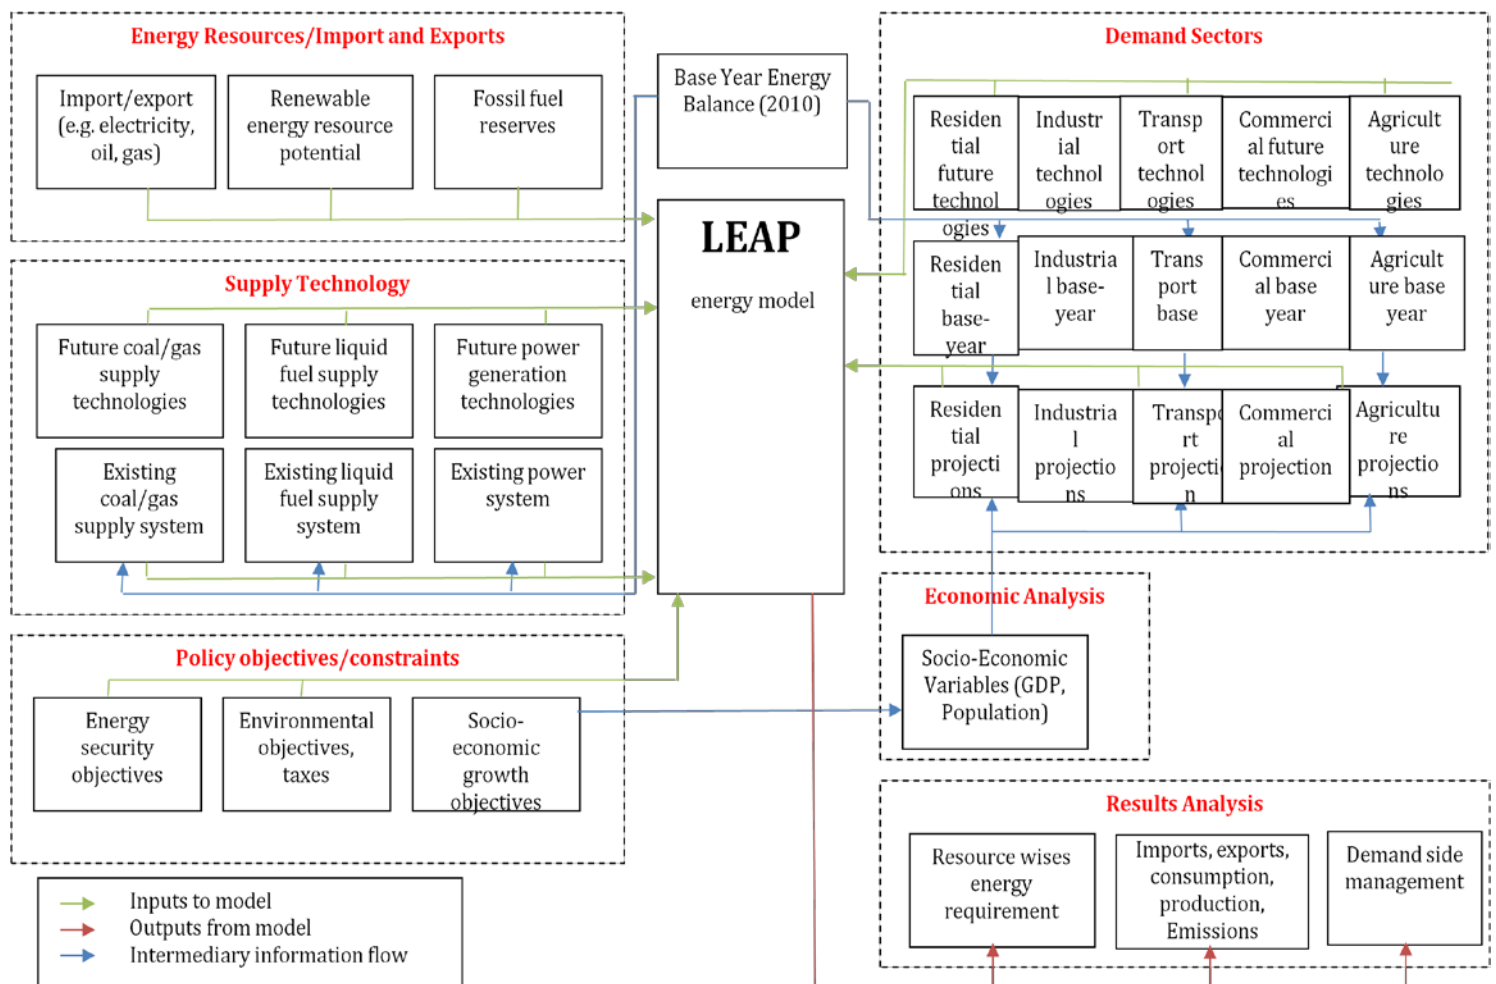 Energy Resources/Import and Exports
Import/export
(e.g. electricity,
oil, gas)
Renewable
energy resource
potential
Fossil fuel
reserves
Supply Technology
Future coal/gas
supply
technologies
Future liquid
fuel supply
technologies
Future power
generation
technologies
Existing
coal/gas
supply system
Existing liquid
fuel supply
system
Existing power
system
Policy objectives/constraints
Energy
security
objectives
Environmental
objectives,
taxes
Socio-
economic
growth
objectives
Inputs to model
Outputs from model
Intermediary information flow
Base Year Energy
Balance (2010)
LEAP
energy model
Demand Sectors
Residen
tial
future
technol
ogies
Industr
ial
technol
ogies
Transp
ort
technol
ogies
Commerci
al future
technologi
es
Agricult
ure
technolo
gies
Residen
tial
base-
year
Industria
l base-
year
Trans
port
base
Commerci
al base
year
Agricult
ure base
year
Residen
tial
projecti
ons
Industria
l
projectio
ns
Transpo
rt
projectio
n
Commerci
al
projection
Agricultu
re
projectio
ns
Economic Analysis
Socio-Economic
Variables (GDP,
Population)
Results Analysis
Resource wises
energy
requirement
Imports, exports,
consumption,
production,
Emissions
Demand side
management